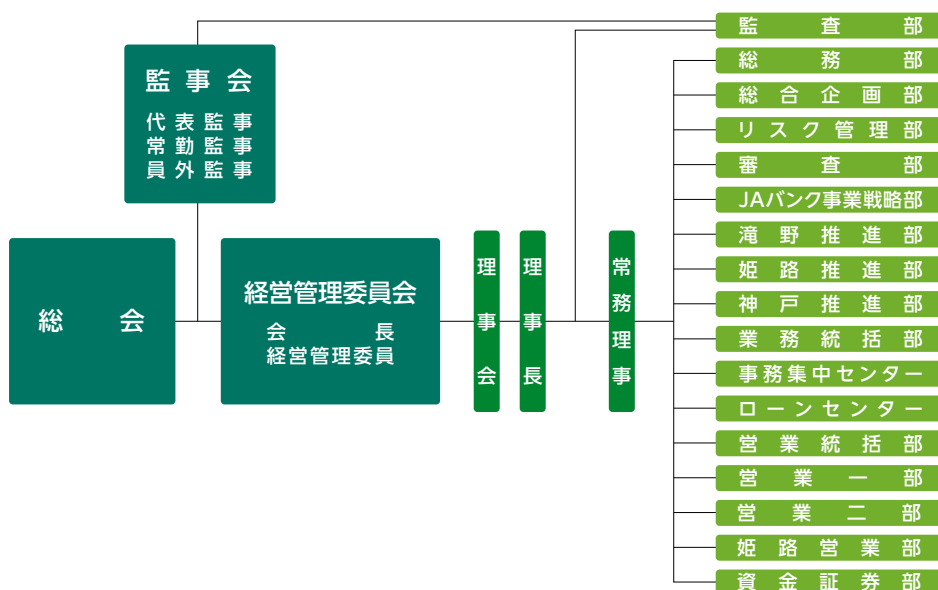 監事会
代表監事
常勤監事
員外監事
総会
経営管理委員会
会長
経営管理委員
理事会
理事長
常務理事
監査部
総務部
総合企画部
リスク管理部
審査部
JAバンク事業戦略部
滝野推進部
姫路推進部
神戸推進部
業務統括部
事務集中センター
ローンセンター
営業統括部
営業一部
営業二部
姫路営業部
資金証券部